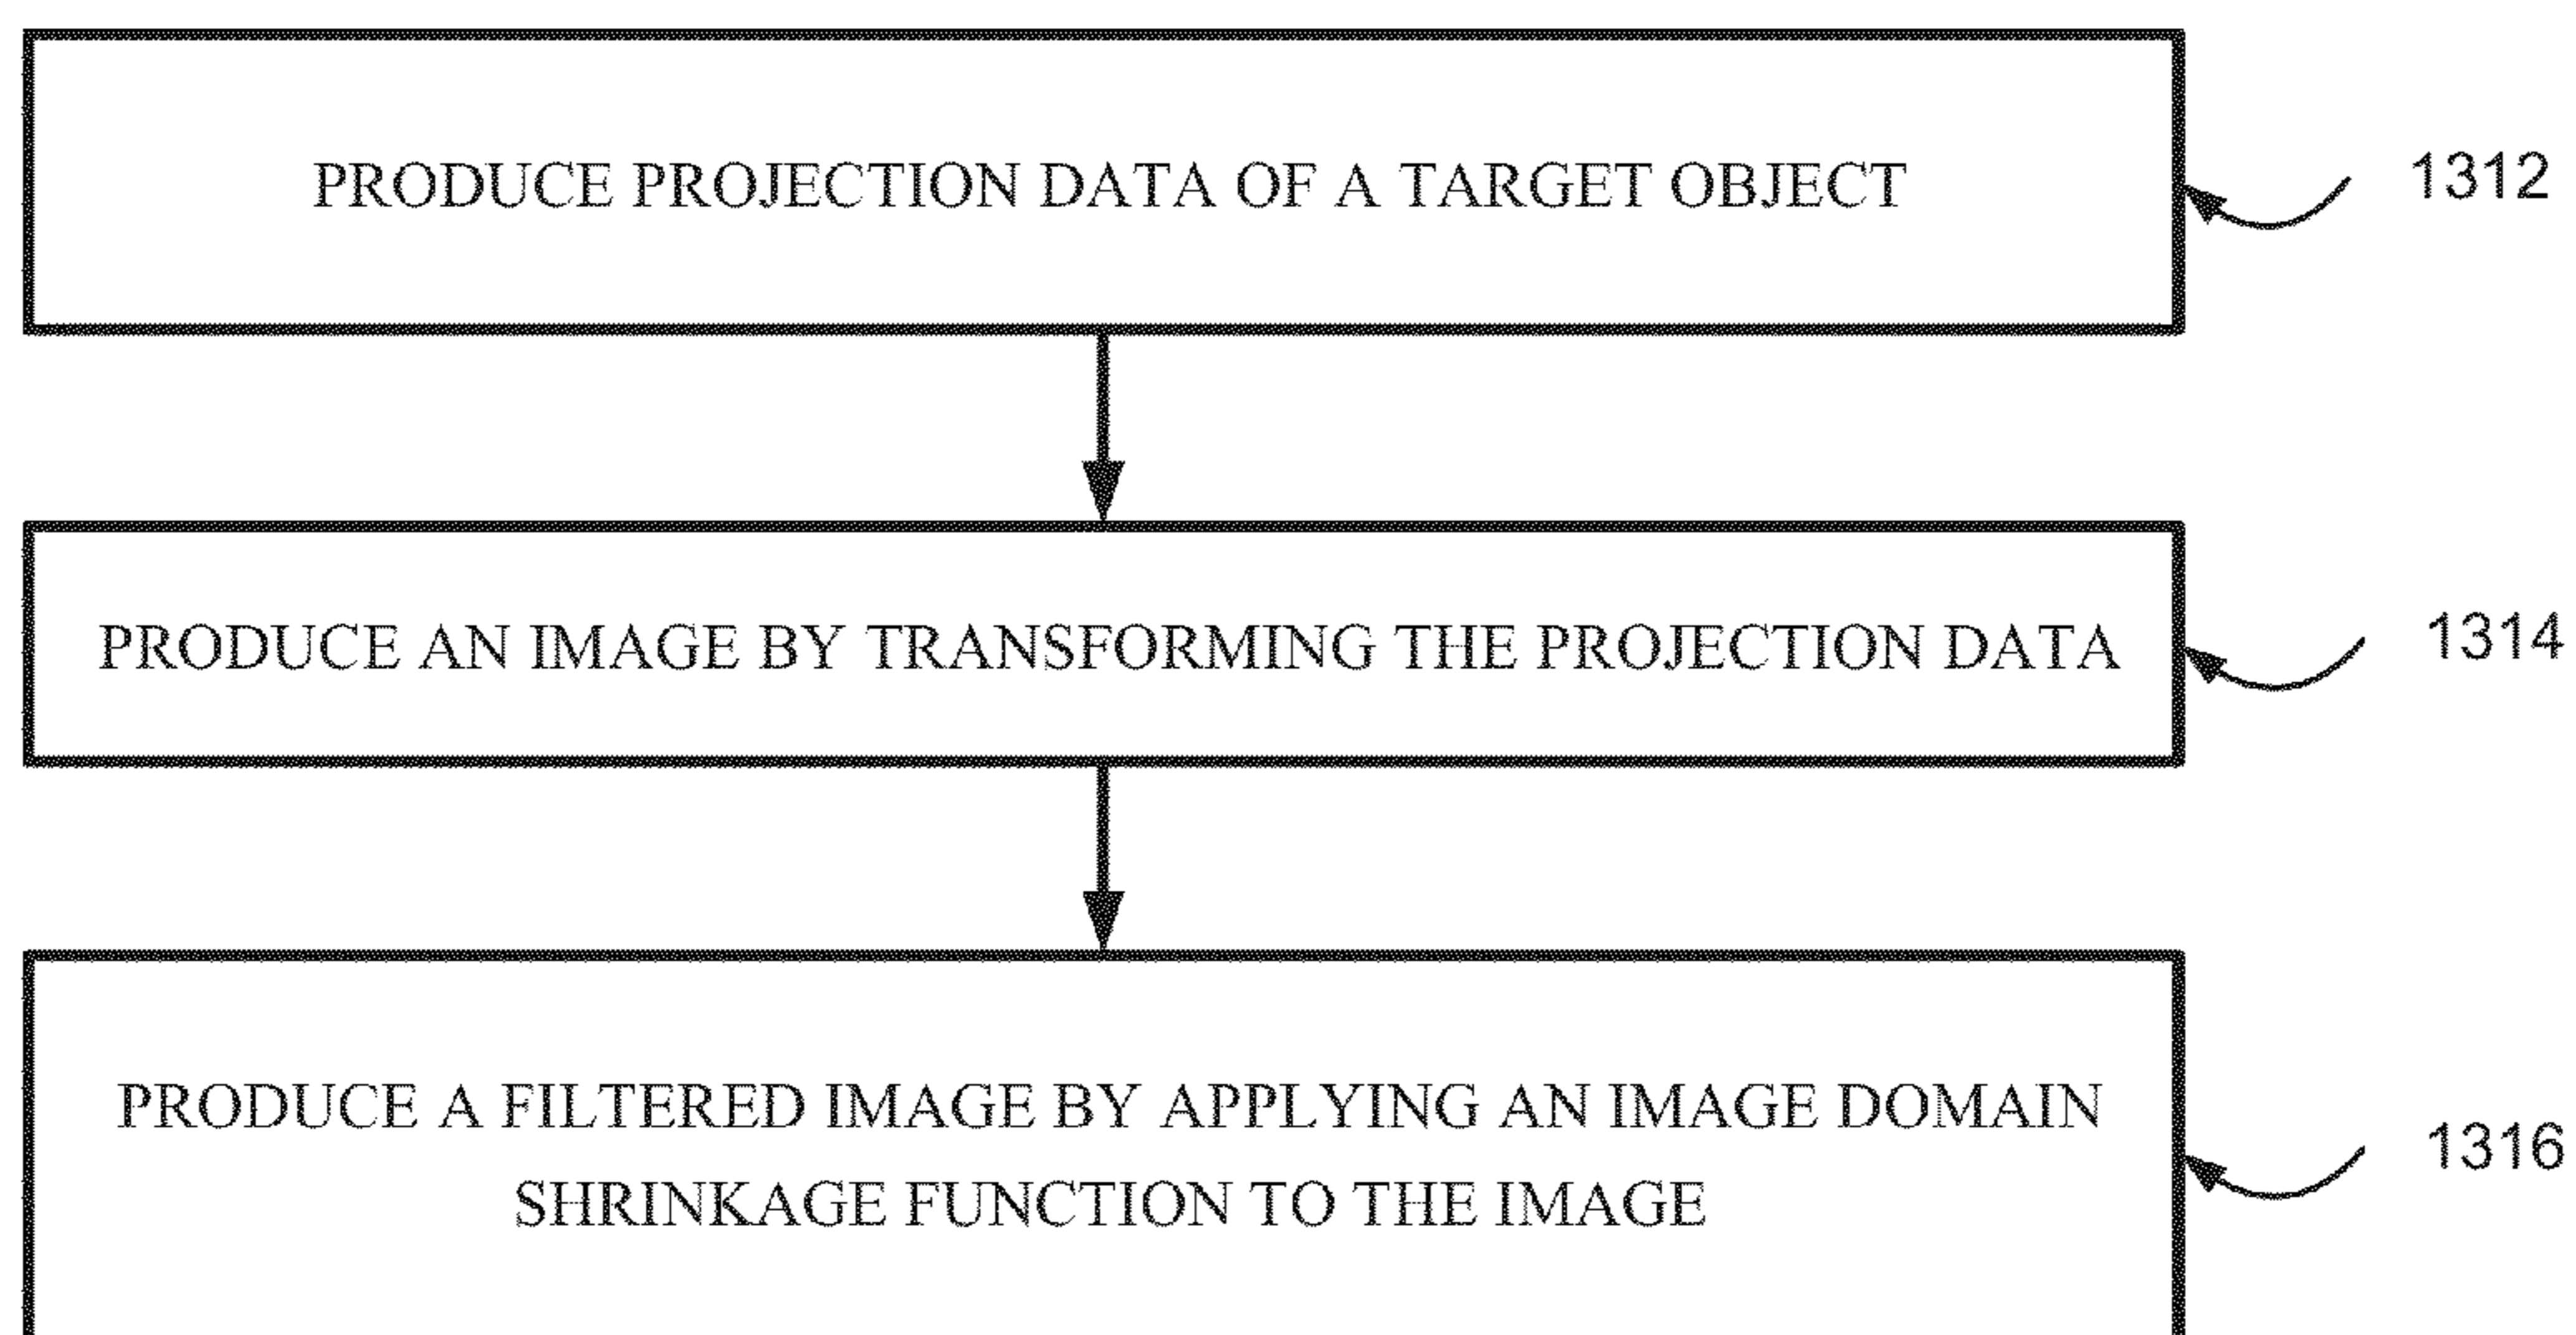 PRODUCE PROJECTION DATA OF A TARGET OBJECT
1312
PRODUCE AN IMAGE BY TRANSFORMING THE PROJECTION DATA
1314
PRODUCE A FILTERED IMAGE BY APPLYING AN IMAGE DOMAIN
SHRINKAGE FUNCTION TO THE IMAGE
1316